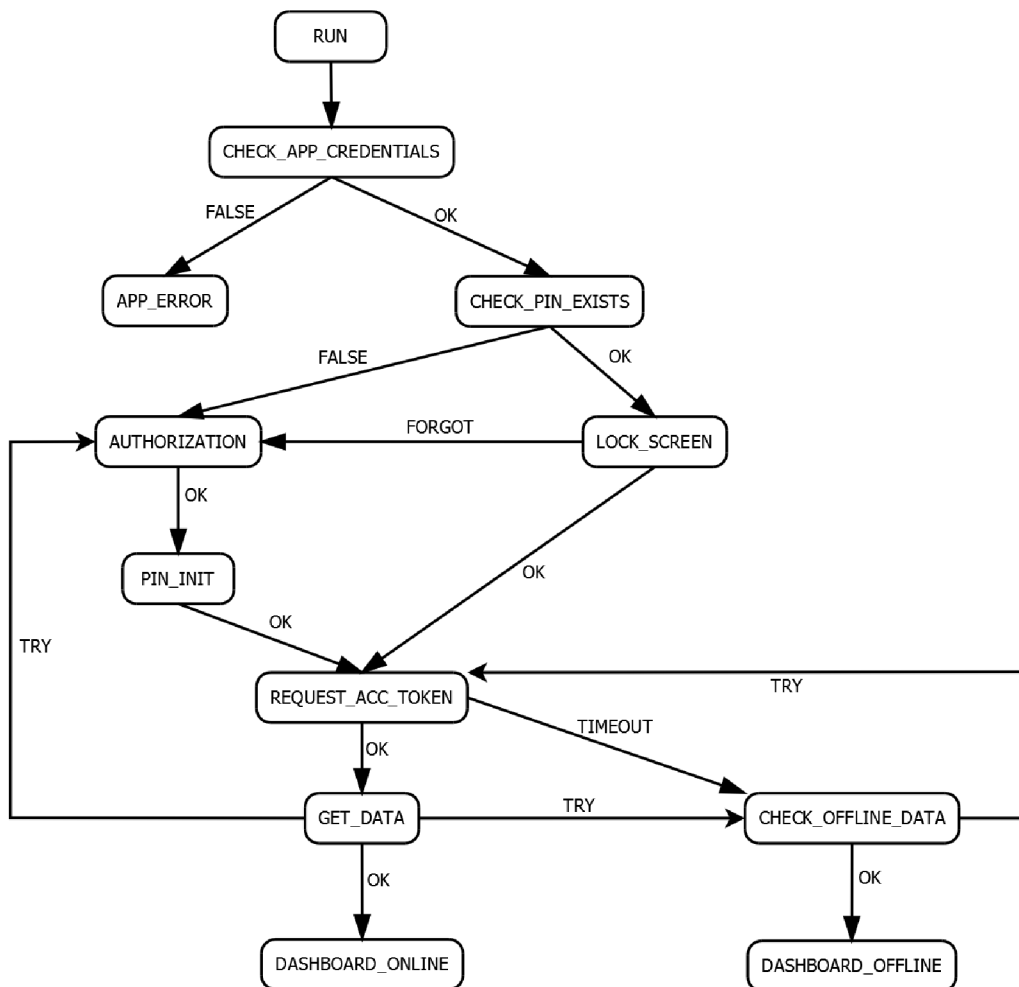 RUN
CHECK_APP_CREDENTIALS
FALSE
OK
APP_ERROR
CHECK_PIN_EXISTS
FALSE
OK
AUTHORIZATION
FORGOT
LOCK_SCREEN
OK
PIN_INIT
OK
OK
TRY
REQUEST_ACC_TOKEN
TRY
TIMEOUT
OK
GET_DATA
TRY
CHECK_OFFLINE_DATA
OK
OK
DASHBOARD_ONLINE
DASHBOARD_OFFLINE